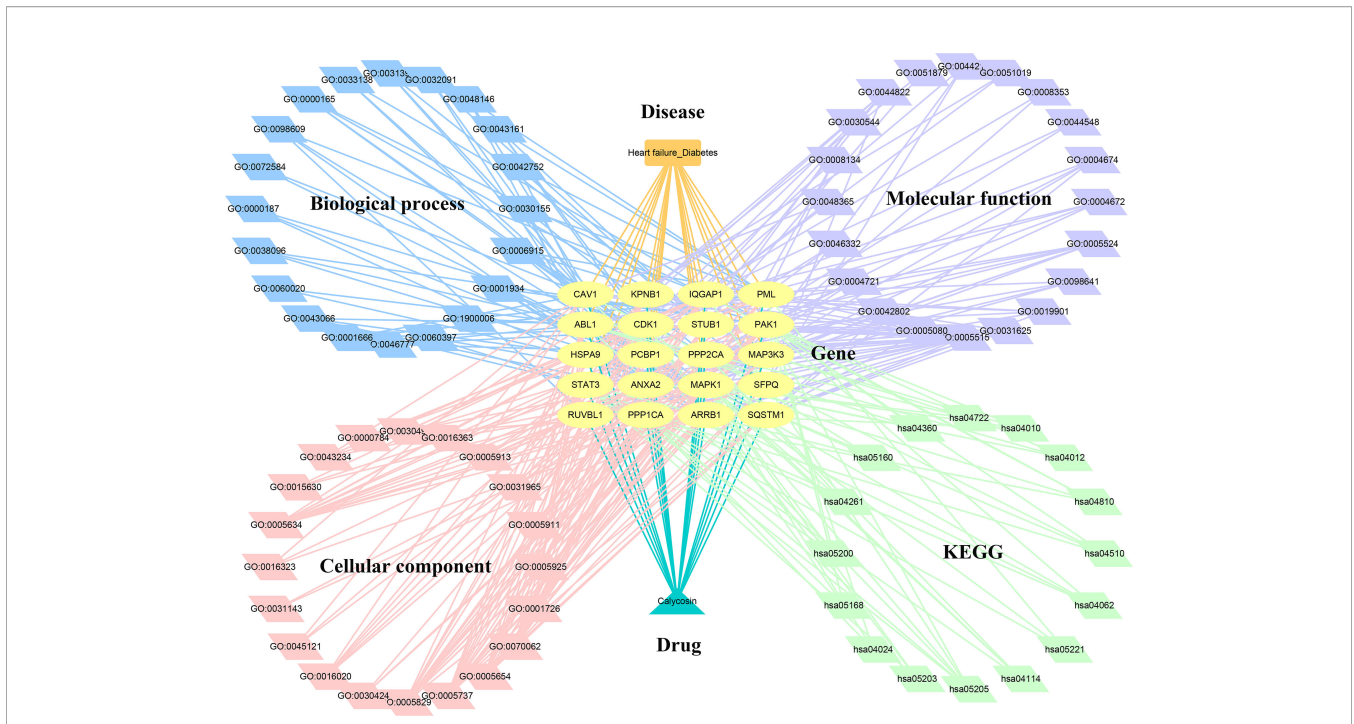 Disease
Heart failure_Diabetes
Biological process
GO:0033138
GO:0032091
GO:0000165
GO:0048146
GO:0098609
GO:0043161
GO:0072584
GO:0042752
GO:0000187
GO:0030155
GO:0038096
GO:0006915
GO:0060020
GO:0001934
GO:0043066
GO:1900006
GO:0001666
O:0046777
GO:0060397
Molecular function
GO:0051879
GO:0051019
GO:0044822
GO:0008353
GO:0030544
GO:0044548
GO:0008134
GO:0004674
GO:0048365
GO:0004672
GO:0046332
GO:0005524
GO:0004721
GO:0098641
GO:0042802
GO:0019901
GO:0005080
O:0005515
GO:0031625
Gene
CAV1 KPNB1 IQGAP1 PML
ABL1 CDK1 STUB1 PAK1
HSPA9 PCBP1 PPP2CA MAP3K3
STAT3 ANXA2 MAPK1 SFPQ
RUVBL1 PPP1CA ARRB1 SQSTM1
Cellular component
GO:0000784
GO:0016363
GO:0043234
GO:0005913
GO:0015630
GO:0031965
GO:0005634
GO:0005911
GO:0016323
GO:0005925
GO:0031143
GO:0001726
GO:0045121
GO:0070062
GO:0016020
GO:0005654
GO:0030424
O:0005829
GO:0005737
Calycosin
Drug
KEGG
hsa04722
hsa04360
hsa04010
hsa05160
hsa04012
hsa04261
hsa04810
hsa05200
hsa04510
hsa05168
hsa04062
hsa04024
hsa05221
hsa05203
hsa05205
hsa04114